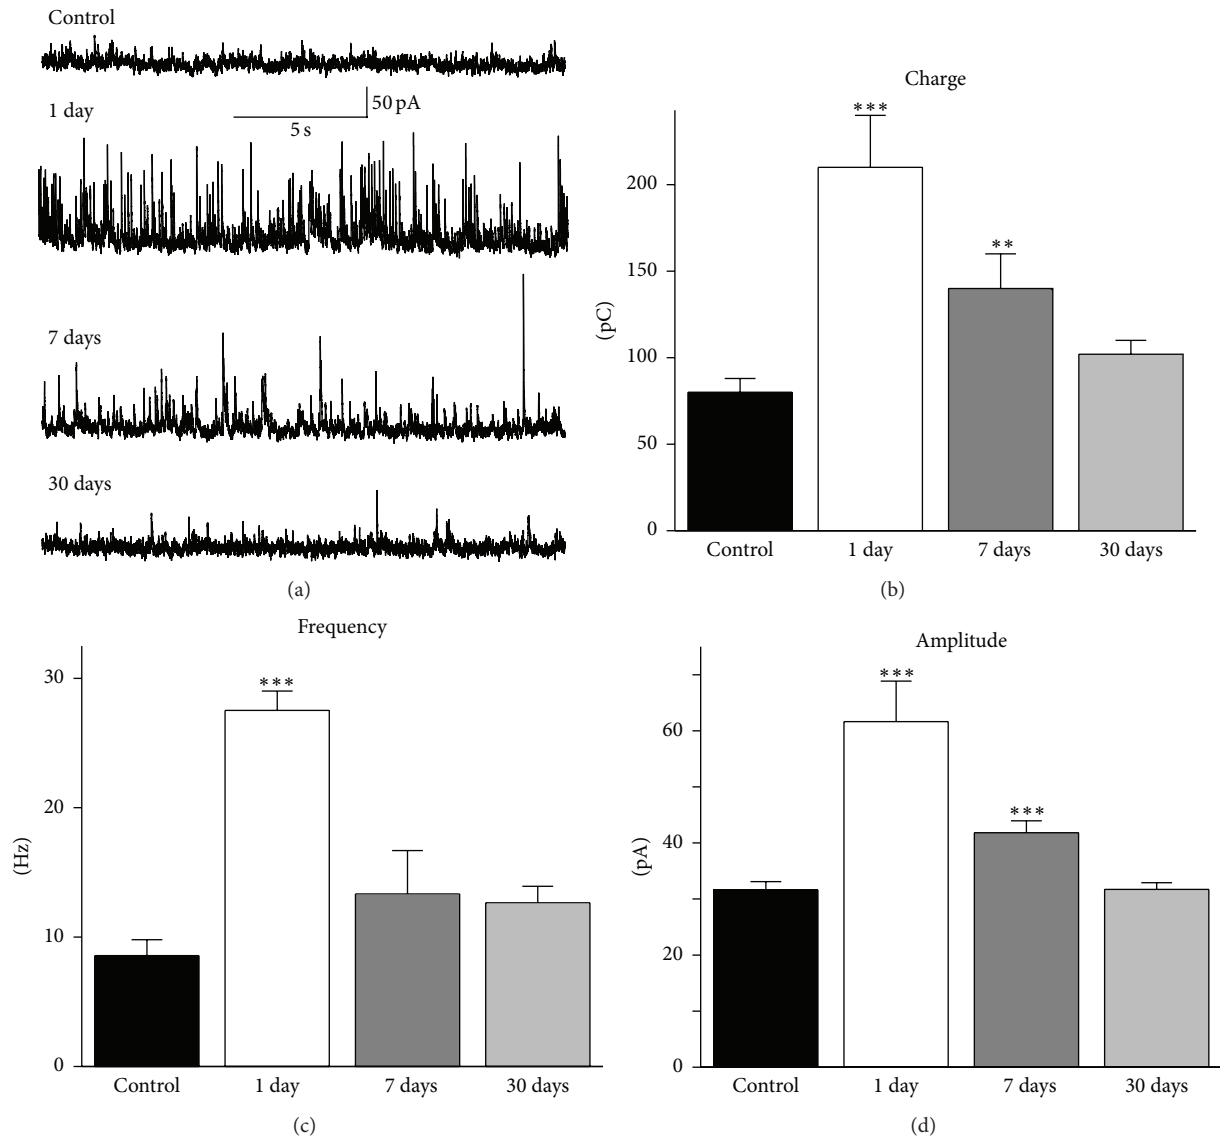 Control
50 pA
5 s
1 day
7 days
30 days
(a)
Charge
***
**
200
150
100
50
0
(pC)
Control 1 day 7 days 30 days
(b)
Frequency
***
30
20
10
0
(Hz)
Control 1 day 7 days 30 days
(c)
Amplitude
***
***
60
40
20
0
(pA)
Control 1 day 7 days 30 days
(d)